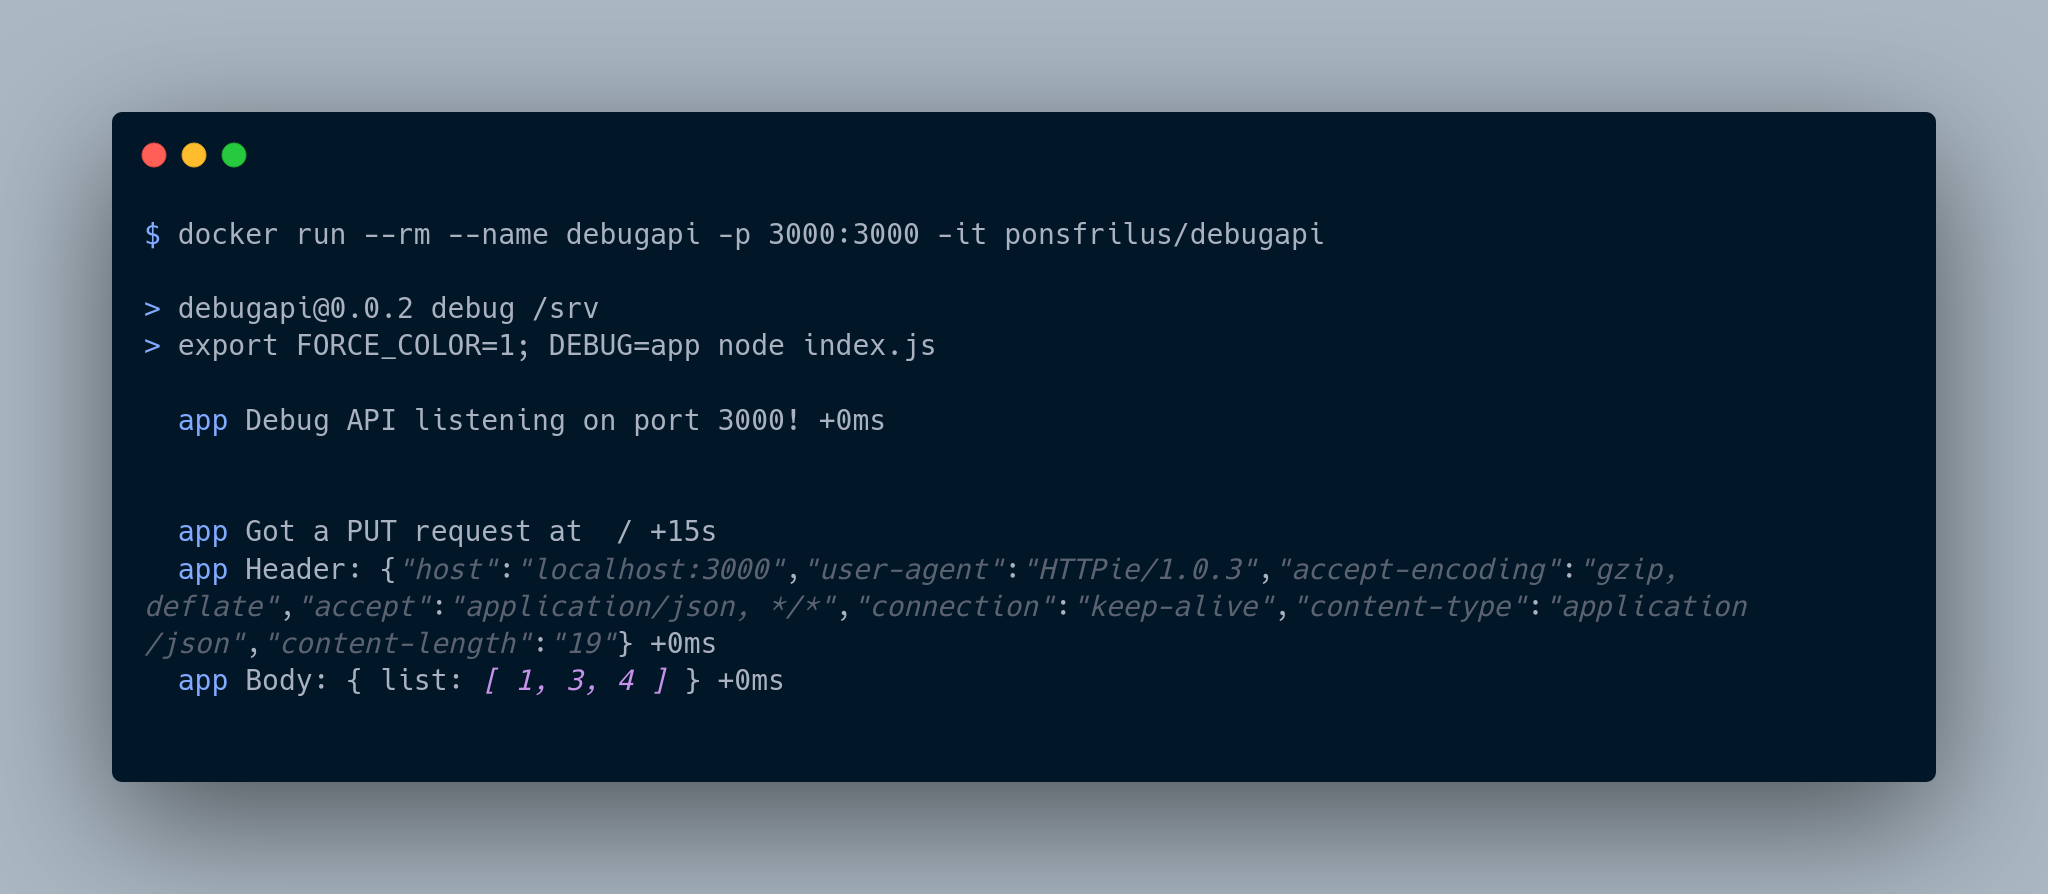 $ docker run --rm --name debugapi -p 3000:3000 -it ponsfrilus/debugapi
> debugapi@0.0.2 debug /srv
> export FORCE_COLOR=1; DEBUG=app node index.js
app Debug API listening on port 3000! +0ms
app Got a PUT request at  / +15s
app Header: {"host":"localhost:3000","user-agent":"HTTPie/1.0.3","accept-encoding":"gzip,
deflate","accept":"application/json, */*","connection":"keep-alive","content-type":"application
/json","content-length":"19"} +0ms
app Body: { list: [ 1, 3, 4 ] } +0ms